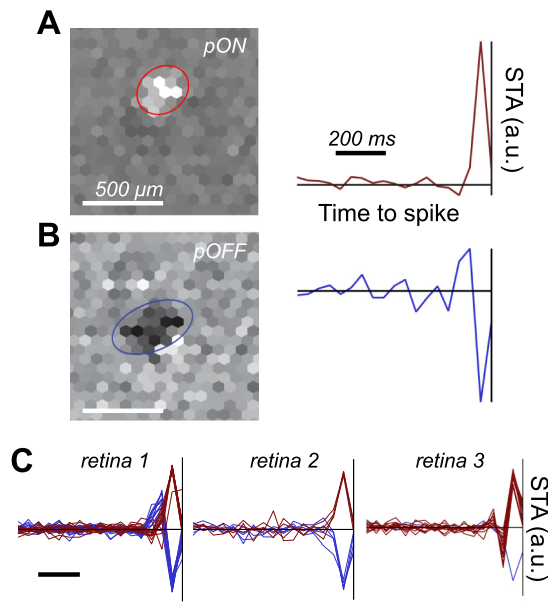 A
pON
500 μm
200 ms
STA (a.u.)
Time to spike
B
pOFF
C
retina 1
retina 2
retina 3
STA (a.u.)